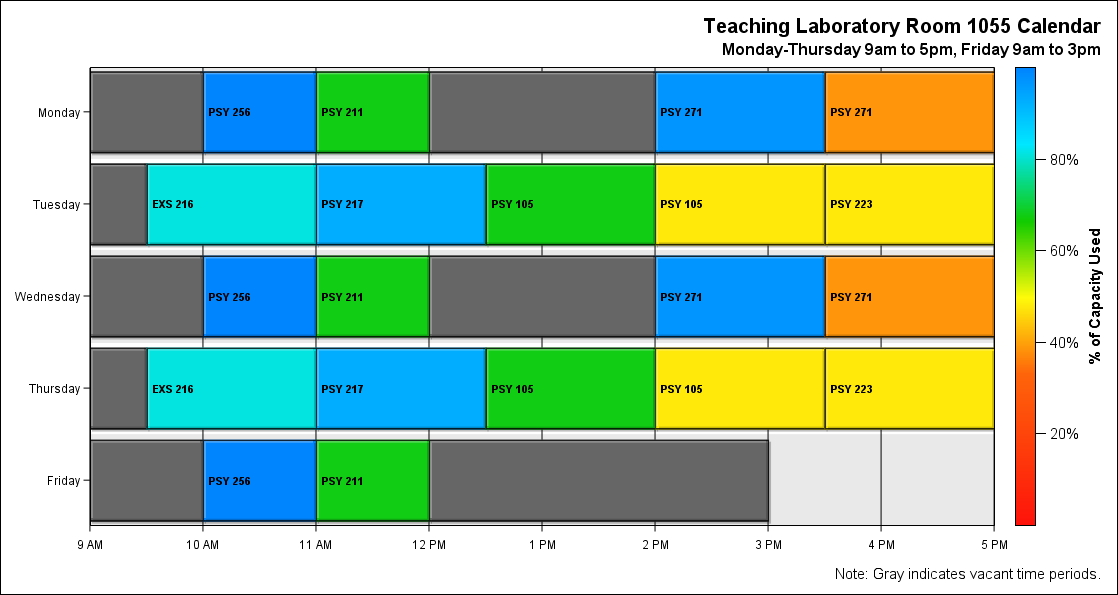 Teaching Laboratory Room 1055 Calendar
Monday-Thursday 9am to 5pm, Friday 9am to 3pm
Monday
PSY 256
PSY 211
PSY 271
PSY 271
Tuesday
EXS 216
PSY 217
PSY 105
PSY 105
PSY 223
Wednesday
PSY 256
PSY 211
PSY 271
PSY 271
Thursday
EXS 216
PSY 217
PSY 105
PSY 105
PSY 223
Friday
PSY 256
PSY 211
9 AM
10 AM
11 AM
12 PM
1 PM
2 PM
3 PM
4 PM
5 PM
80%
60%
40%
20%
% of Capacity Used
Note: Gray indicates vacant time periods.